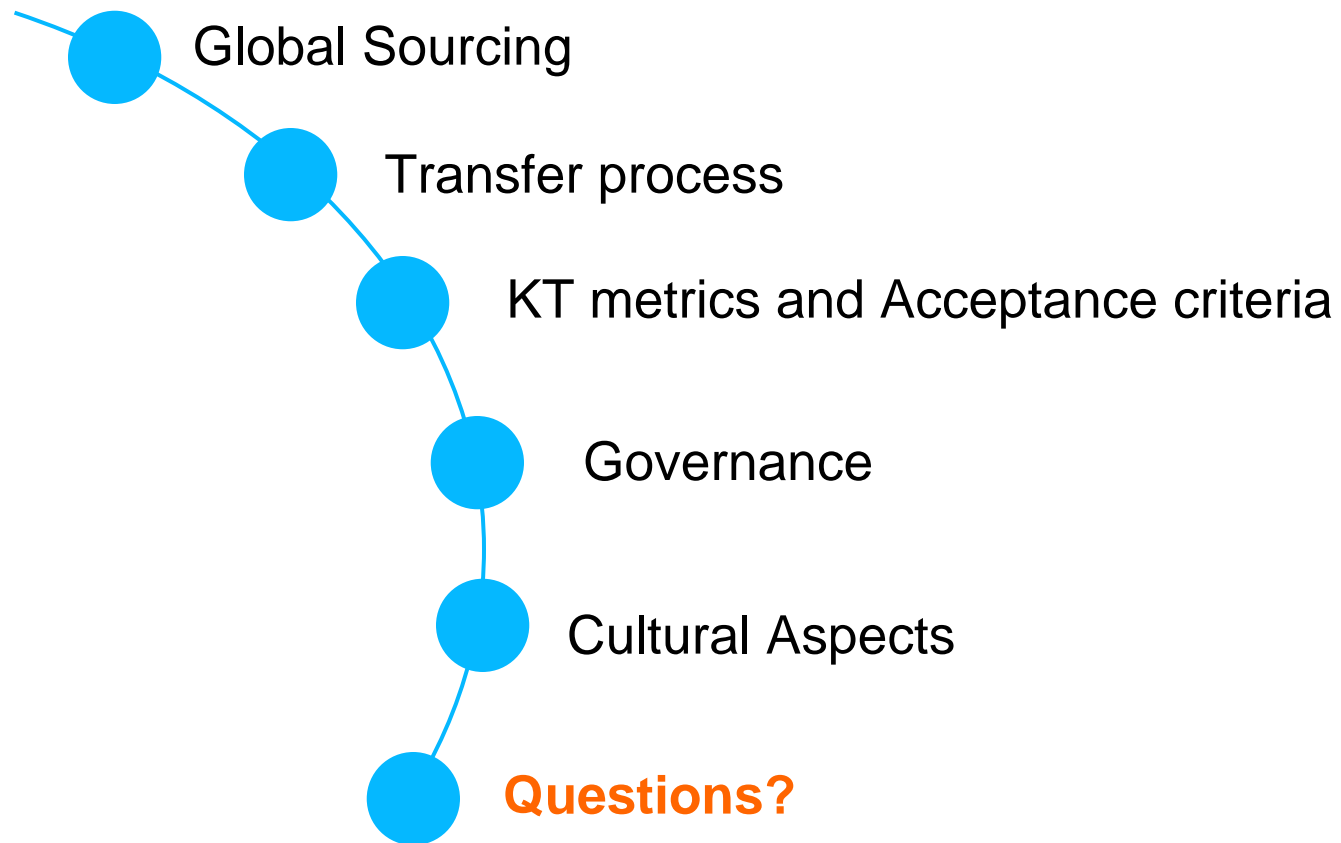 Global Sourcing
Transfer process
KT metrics and Acceptance criteria
Governance
Cultural Aspects
Questions?